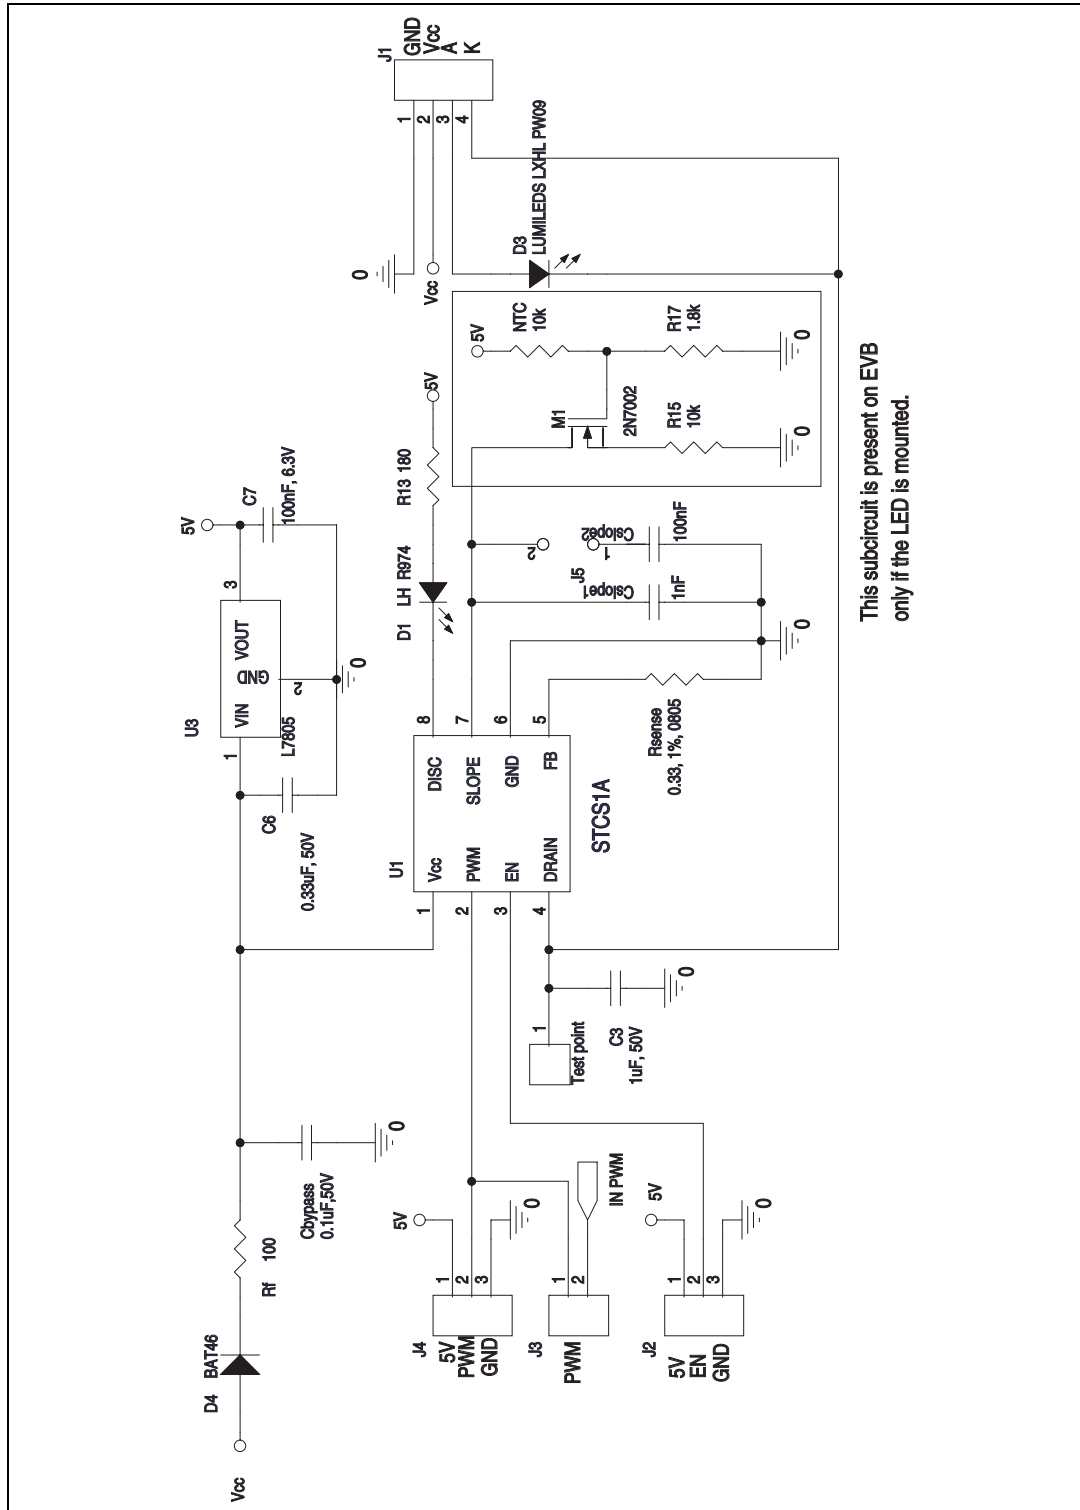 J1
GND
Vcc
A
K
1
2
3
4
0
Vcc
D3
LUMILEDS LXHL PW09
5V
NTC
10k
R17
1.8k
0
M1
2N7002
R15
10k
0
This subcircuit is present on EVB
only if the LED is mounted.
5V
R13 180
LH R974
D1
5V
C7
100nF, 6.3V
3
VOUT
GND
2
VIN
U3
L7805
1
0
C6
0.33uF, 50V
2
1
J5
Cslope2
100nF
Cslope1
1nF
0
Rsense
0.33, 1%, 0805
8
7
6
5
DISC
SLOPE
GND
FB
STCS1A
U1
Vcc
PWM
EN
DRAIN
1
2
3
4
1
Test point
C3
1uF, 50V
0
Cbypass
0.1uF,50V
0
Rf 100
D4 BAT46
Vcc
5V
0
J4
5V
PWM
GND
1
2
3
IN PWM
J3
PWM
1
2
5V
0
J2
5V
EN
GND
1
2
3